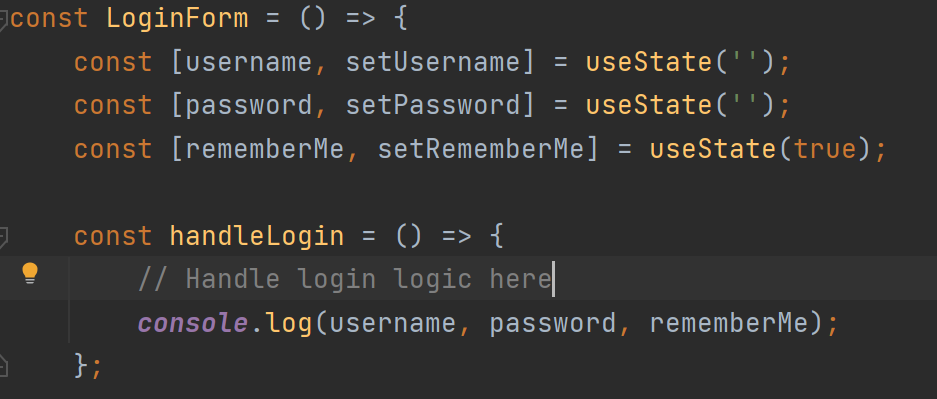 const LoginForm = () => {
const [username, setUsername] = useState('');
const [password, setPassword] = useState('');
const [rememberMe, setRememberMe] = useState(true);
const handleLogin = () => {
// Handle login logic here
console.log(username, password, rememberMe);
};